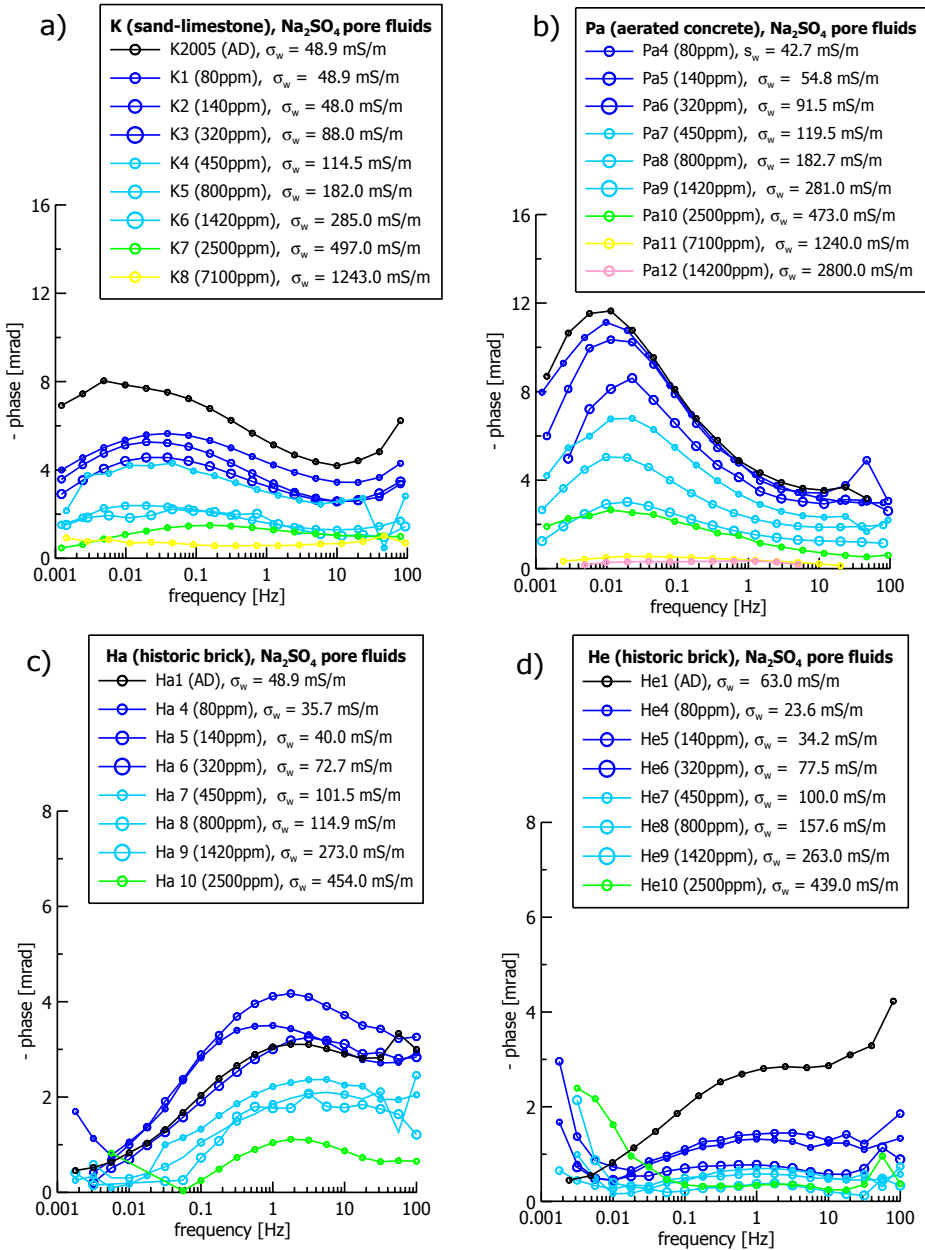 a)
K (sand-limestone), Na₂SO₄ pore fluids
K2005 (AD), σw = 48.9 mS/m
K1 (80ppm), σw = 48.9 mS/m
K2 (140ppm), σw = 48.0 mS/m
K3 (320ppm), σw = 88.0 mS/m
K4 (450ppm), σw = 114.5 mS/m
K5 (800ppm), σw = 182.0 mS/m
K6 (1420ppm), σw = 285.0 mS/m
K7 (2500ppm), σw = 497.0 mS/m
K8 (7100ppm), σw = 1243.0 mS/m
- phase [mrad]
16
12
8
4
0
0.001 0.01 0.1 1 10 100
frequency [Hz]
b)
Pa (aerated concrete), Na₂SO₄ pore fluids
Pa4 (80ppm), sw = 42.7 mS/m
Pa5 (140ppm), σw = 54.8 mS/m
Pa6 (320ppm), σw = 91.5 mS/m
Pa7 (450ppm), σw = 119.5 mS/m
Pa8 (800ppm), σw = 182.7 mS/m
Pa9 (1420ppm), σw = 281.0 mS/m
Pa10 (2500ppm), σw = 473.0 mS/m
Pa11 (7100ppm), σw = 1240.0 mS/m
Pa12 (14200ppm), σw = 2800.0 mS/m
- phase [mrad]
16
12
8
4
0
0.001 0.01 0.1 1 10 100
frequency [Hz]
c)
Ha (historic brick), Na₂SO₄ pore fluids
Ha1 (AD), σw = 48.9 mS/m
Ha 4 (80ppm), σw = 35.7 mS/m
Ha 5 (140ppm), σw = 40.0 mS/m
Ha 6 (320ppm), σw = 72.7 mS/m
Ha 7 (450ppm), σw = 101.5 mS/m
Ha 8 (800ppm), σw = 114.9 mS/m
Ha 9 (1420ppm), σw = 273.0 mS/m
Ha 10 (2500ppm), σw = 454.0 mS/m
- phase [mrad]
8
6
4
2
0
0.001 0.01 0.1 1 10 100
frequency [Hz]
d)
He (historic brick), Na₂SO₄ pore fluids
He1 (AD), σw = 63.0 mS/m
He4 (80ppm), σw = 23.6 mS/m
He5 (140ppm), σw = 34.2 mS/m
He6 (320ppm), σw = 77.5 mS/m
He7 (450ppm), σw = 100.0 mS/m
He8 (800ppm), σw = 157.6 mS/m
He9 (1420ppm), σw = 263.0 mS/m
He10 (2500ppm), σw = 439.0 mS/m
- phase [mrad]
8
6
4
2
0
0.001 0.01 0.1 1 10 100
frequency [Hz]